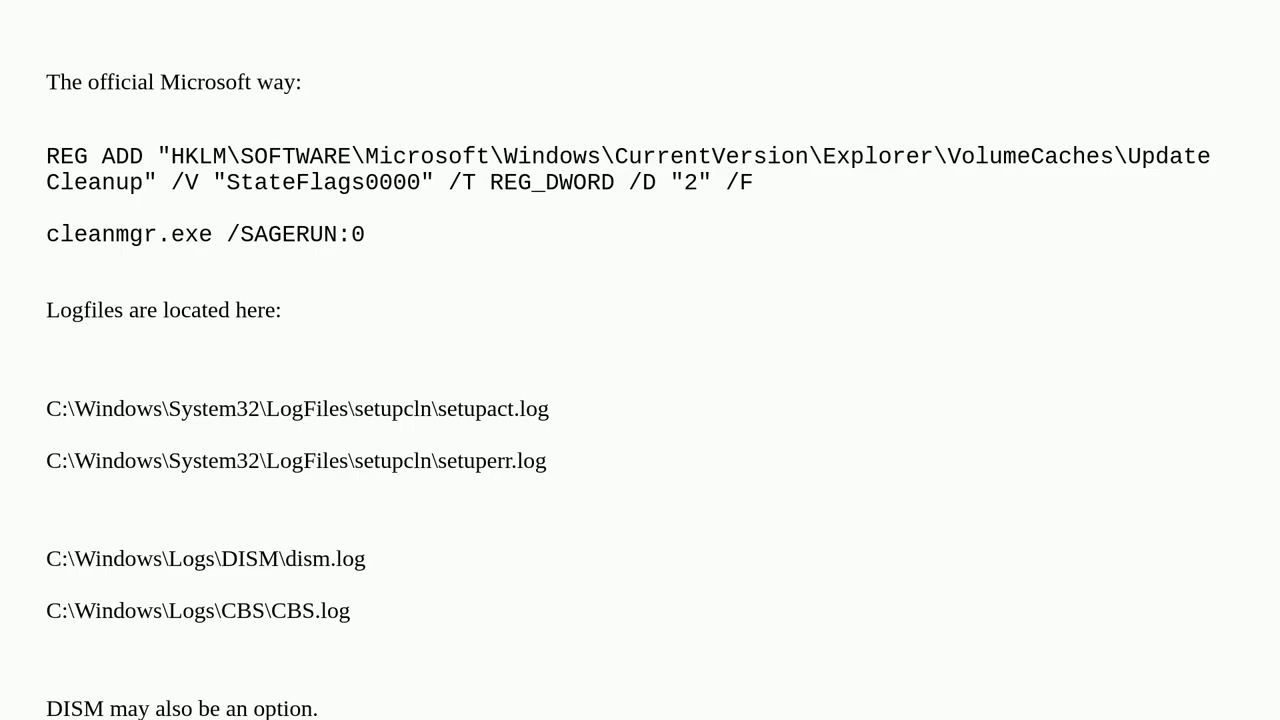 The official Microsoft way:
REG ADD "HKLM\SOFTWARE\Microsoft\Windows\CurrentVersion\Explorer\VolumeCaches\Update
Cleanup" /V "StateFlags0000" /T REG_DWORD /D "2" /F
cleanmgr.exe /SAGERUN:0
Logfiles are located here:
C:\Windows\System32\LogFiles\setupcln\setupact.log
C:\Windows\System32\LogFiles\setupcln\setuperr.log
C:\Windows\Logs\DISM\dism.log
C:\Windows\Logs\CBS\CBS.log
DISM may also be an option.